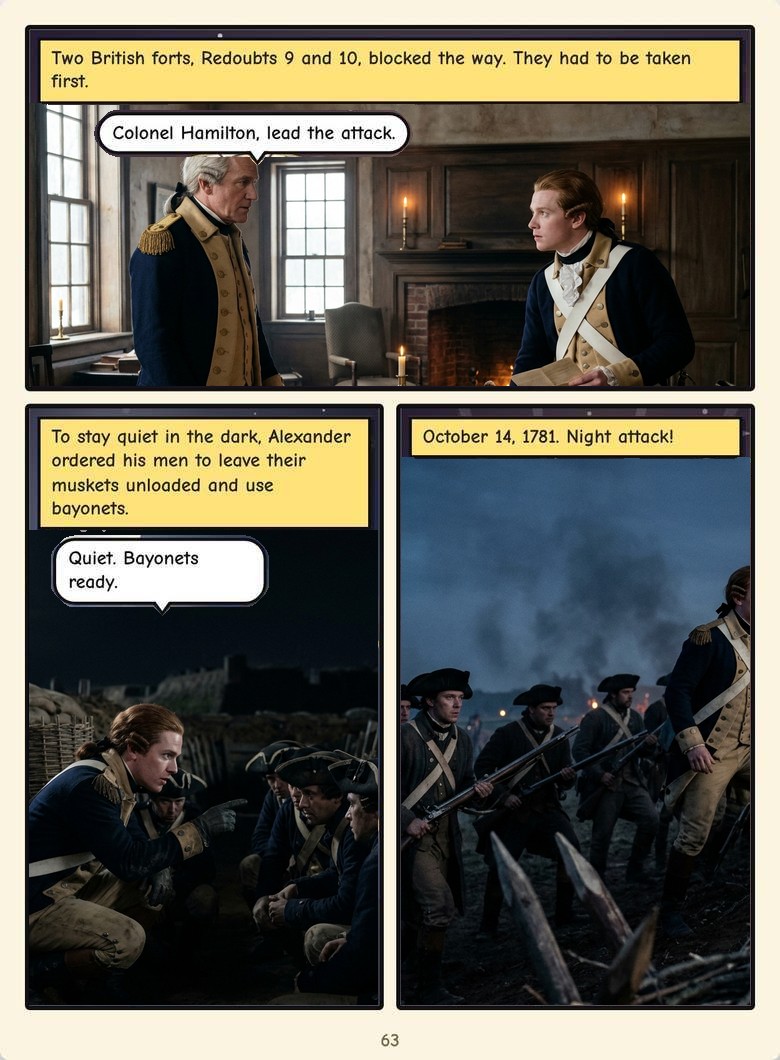 Two British forts, Redoubts 9 and 10, blocked the way. They had to be taken
first.
Colonel Hamilton, lead the attack.
To stay quiet in the dark, Alexander
ordered his men to leave their
muskets unloaded and use
bayonets.
Quiet. Bayonets
ready.
October 14, 1781. Night attack!
63